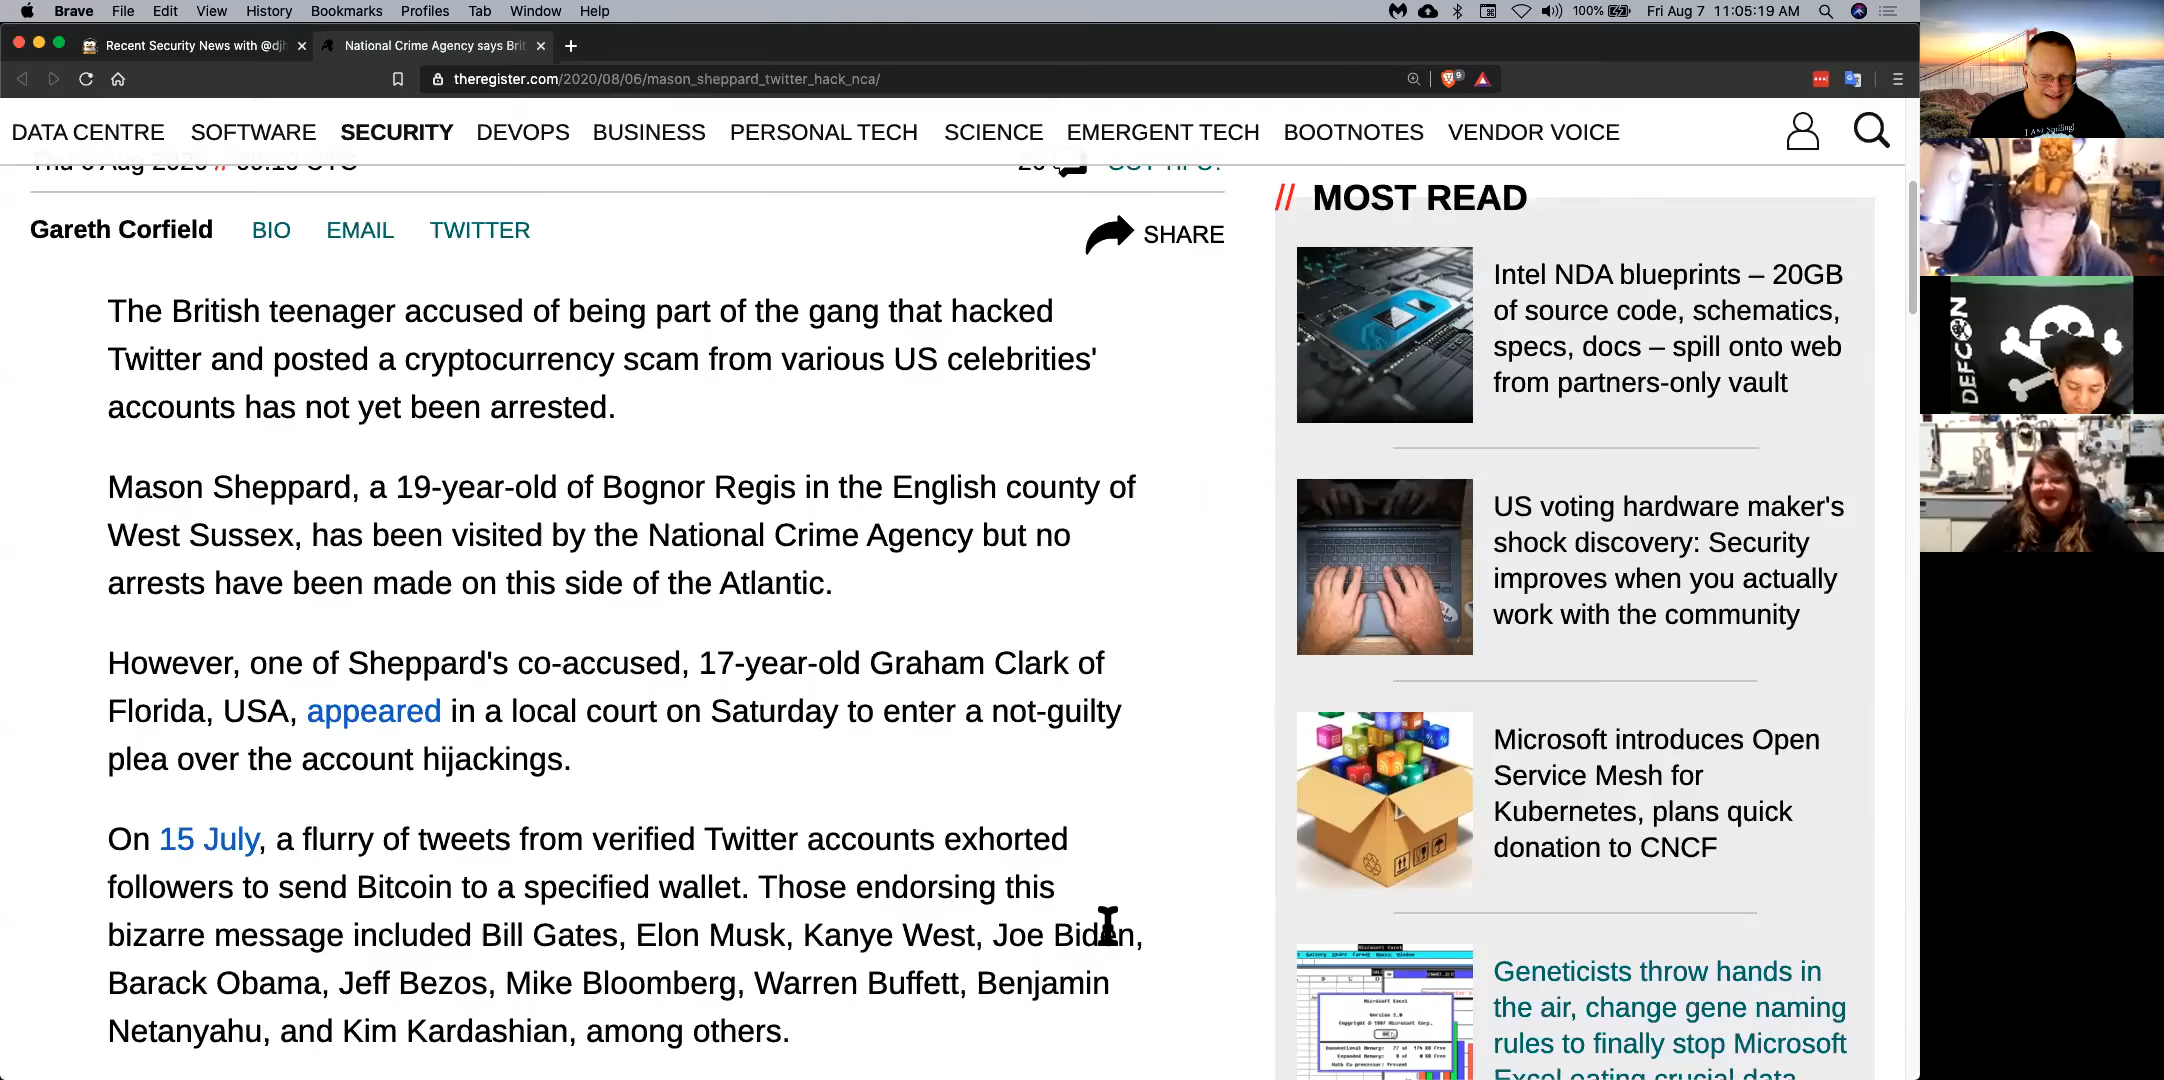 Brave File Edit View History Bookmarks Profiles Tab Window Help
100% Fri Aug 7 11:05:19 AM
Recent Security News with @djh
National Crime Agency says Brit
theregister.com/2020/08/06/mason_sheppard_twitter_hack_nca/
9
DATA CENTRE SOFTWARE SECURITY DEVOPS BUSINESS PERSONAL TECH SCIENCE EMERGENT TECH BOOTNOTES VENDOR VOICE
Gareth Corfield BIO EMAIL TWITTER
SHARE
The British teenager accused of being part of the gang that hacked
Twitter and posted a cryptocurrency scam from various US celebrities'
accounts has not yet been arrested.
Mason Sheppard, a 19-year-old of Bognor Regis in the English county of
West Sussex, has been visited by the National Crime Agency but no
arrests have been made on this side of the Atlantic.
However, one of Sheppard's co-accused, 17-year-old Graham Clark of
Florida, USA, appeared in a local court on Saturday to enter a not-guilty
plea over the account hijackings.
On 15 July, a flurry of tweets from verified Twitter accounts exhorted
followers to send Bitcoin to a specified wallet. Those endorsing this
bizarre message included Bill Gates, Elon Musk, Kanye West, Joe Biden,
Barack Obama, Jeff Bezos, Mike Bloomberg, Warren Buffett, Benjamin
Netanyahu, and Kim Kardashian, among others.
// MOST READ
Intel NDA blueprints – 20GB
of source code, schematics,
specs, docs – spill onto web
from partners-only vault
US voting hardware maker's
shock discovery: Security
improves when you actually
work with the community
Microsoft introduces Open
Service Mesh for
Kubernetes, plans quick
donation to CNCF
Microsoft Excel
Geneticists throw hands in
the air, change gene naming
rules to finally stop Microsoft
Excel eating crucial data
I AM Smiling!
DEFCON